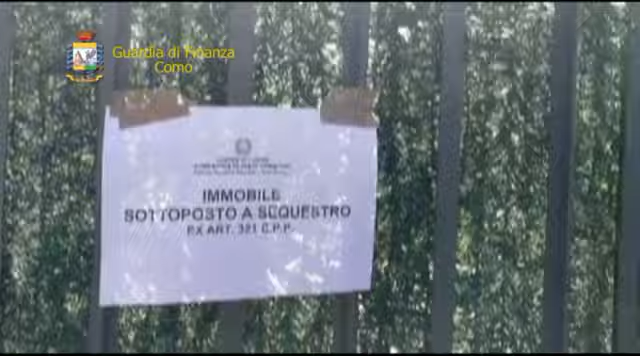 Guardia di Finanza
Como
IMMOBILE
SOTTOPOSTO A SEQUESTRO
EX ART. 321 C.P.P.